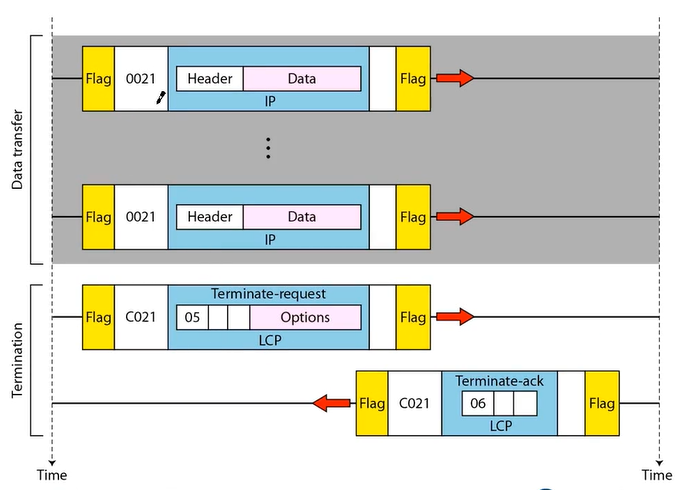 Data transfer
Flag 0021 Header Data Flag
IP
Flag 0021 Header Data Flag
IP
Termination
Terminate-request
Flag C021 05 Options Flag
LCP
Terminate-ack
Flag C021 06 Flag
LCP
Time Time